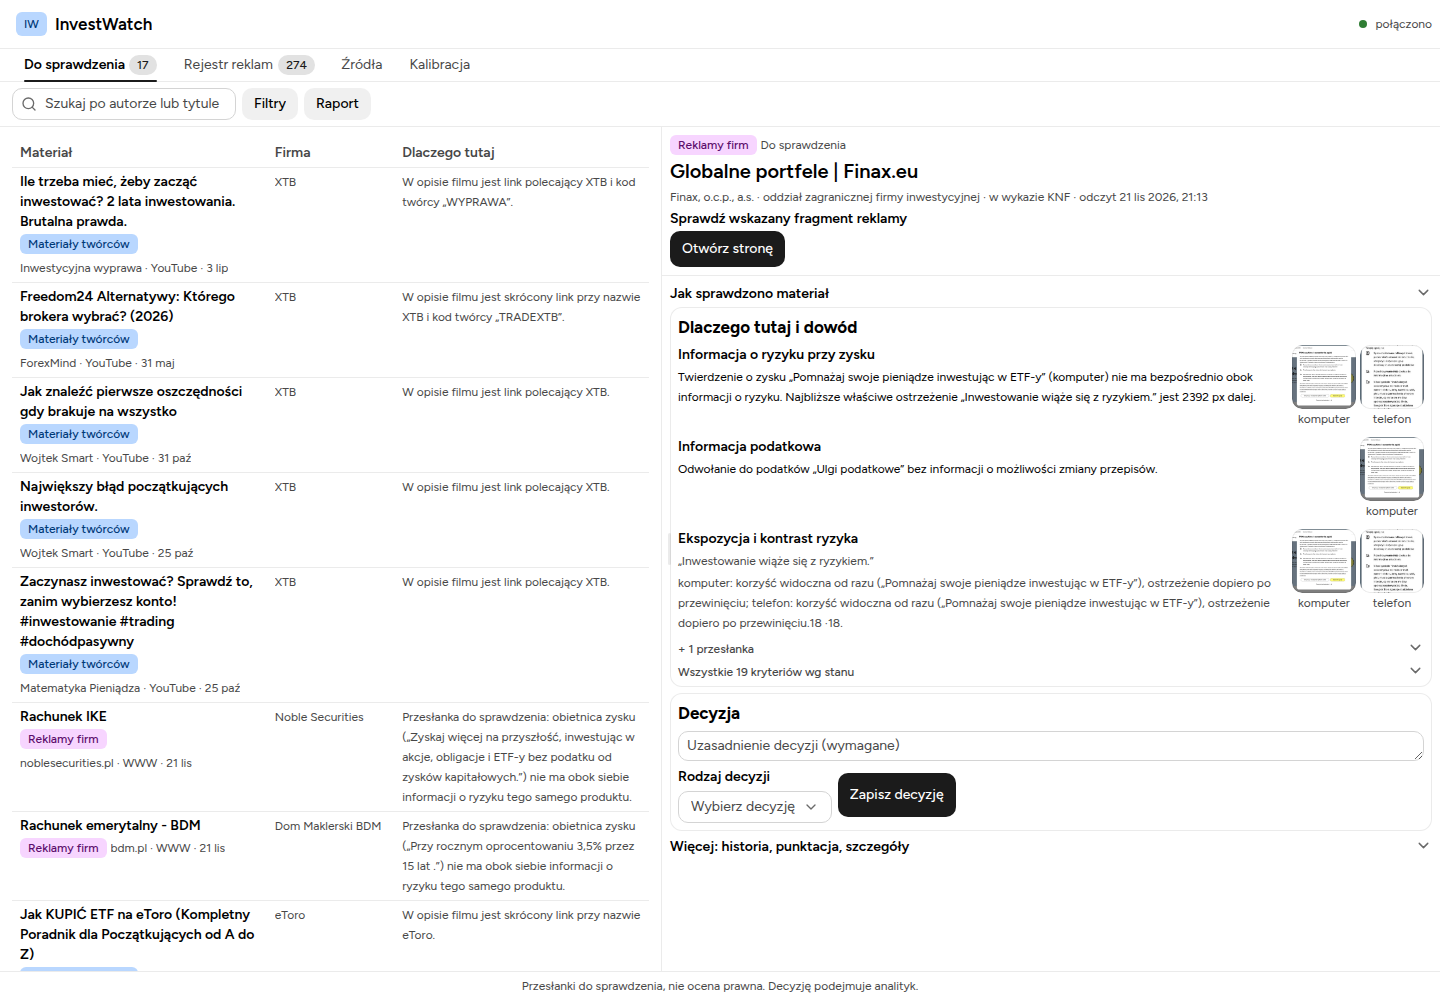 IW InvestWatch
połączono
Do sprawdzenia 17
Rejestr reklam 274
Źródła
Kalibracja
Szukaj po autorze lub tytule
Filtry
Raport
Materiał
Firma
Dlaczego tutaj
Ile trzeba mieć, żeby zacząć
inwestować? 2 lata inwestowania.
Brutalna prawda.
Materiały twórców
Inwestycyjna wyprawa · YouTube · 3 lip
XTB
W opisie filmu jest link polecający XTB i kod
twórcy „WYPRAWA”.
Freedom24 Alternatywy: Którego
brokera wybrać? (2026)
Materiały twórców
ForexMind · YouTube · 31 maj
XTB
W opisie filmu jest skrócony link przy nazwie
XTB i kod twórcy „TRADEXTB”.
Jak znaleźć pierwsze oszczędności
gdy brakuje na wszystko
Materiały twórców
Wojtek Smart · YouTube · 31 paź
XTB
W opisie filmu jest link polecający XTB.
Największy błąd początkujących
inwestorów.
Materiały twórców
Wojtek Smart · YouTube · 25 paź
XTB
W opisie filmu jest link polecający XTB.
Zaczynasz inwestować? Sprawdź to,
zanim wybierzesz konto!
#inwestowanie #trading
#dochódpasywny
Materiały twórców
Matematyka Pieniądza · YouTube · 25 paź
XTB
W opisie filmu jest link polecający XTB.
Rachunek IKE
Reklamy firm
noblesecurities.pl · WWW · 21 lis
Noble Securities
Przesłanka do sprawdzenia: obietnica zysku
(„Zyskaj więcej na przyszłość, inwestując w
akcje, obligacje i ETF-y bez podatku od
zysków kapitałowych.”) nie ma obok siebie
informacji o ryzyku tego samego produktu.
Rachunek emerytalny - BDM
Reklamy firm bdm.pl · WWW · 21 lis
Dom Maklerski BDM
Przesłanka do sprawdzenia: obietnica zysku
(„Przy rocznym oprocentowaniu 3,5% przez
15 lat .”) nie ma obok siebie informacji o
ryzyku tego samego produktu.
Jak KUPIĆ ETF na eToro (Kompletny
Poradnik dla Początkujących od A do
Z)
eToro
W opisie filmu jest skrócony link przy nazwie
eToro.
Reklamy firm Do sprawdzenia
Globalne portfele | Finax.eu
Finax, o.c.p., a.s. · oddział zagranicznej firmy inwestycyjnej · w wykazie KNF · odczyt 21 lis 2026, 21:13
Sprawdź wskazany fragment reklamy
Otwórz stronę
Jak sprawdzono materiał
Dlaczego tutaj i dowód
Informacja o ryzyku przy zysku
Twierdzenie o zysku „Pomnażaj swoje pieniądze inwestując w ETF-y” (komputer) nie ma bezpośrednio obok
informacji o ryzyku. Najbliższe właściwe ostrzeżenie „Inwestowanie wiąże się z ryzykiem.” jest 2392 px dalej.
komputer
telefon
Informacja podatkowa
Odwołanie do podatków „Ulgi podatkowe” bez informacji o możliwości zmiany przepisów.
komputer
Ekspozycja i kontrast ryzyka
„Inwestowanie wiąże się z ryzykiem.”
komputer: korzyść widoczna od razu („Pomnażaj swoje pieniądze inwestując w ETF-y”), ostrzeżenie dopiero po
przewinięciu; telefon: korzyść widoczna od razu („Pomnażaj swoje pieniądze inwestując w ETF-y”), ostrzeżenie
dopiero po przewinięciu.18 ·18.
komputer
telefon
+ 1 przesłanka
Wszystkie 19 kryteriów wg stanu
Decyzja
Uzasadnienie decyzji (wymagane)
Rodzaj decyzji
Wybierz decyzję
Zapisz decyzję
Więcej: historia, punktacja, szczegóły
Przesłanki do sprawdzenia, nie ocena prawna. Decyzję podejmuje analityk.